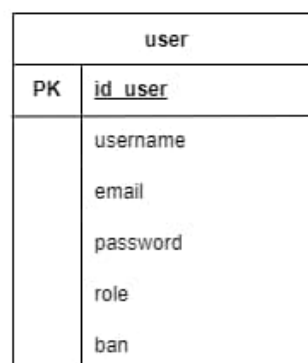 user
PK id_user
username
email
password
role
ban